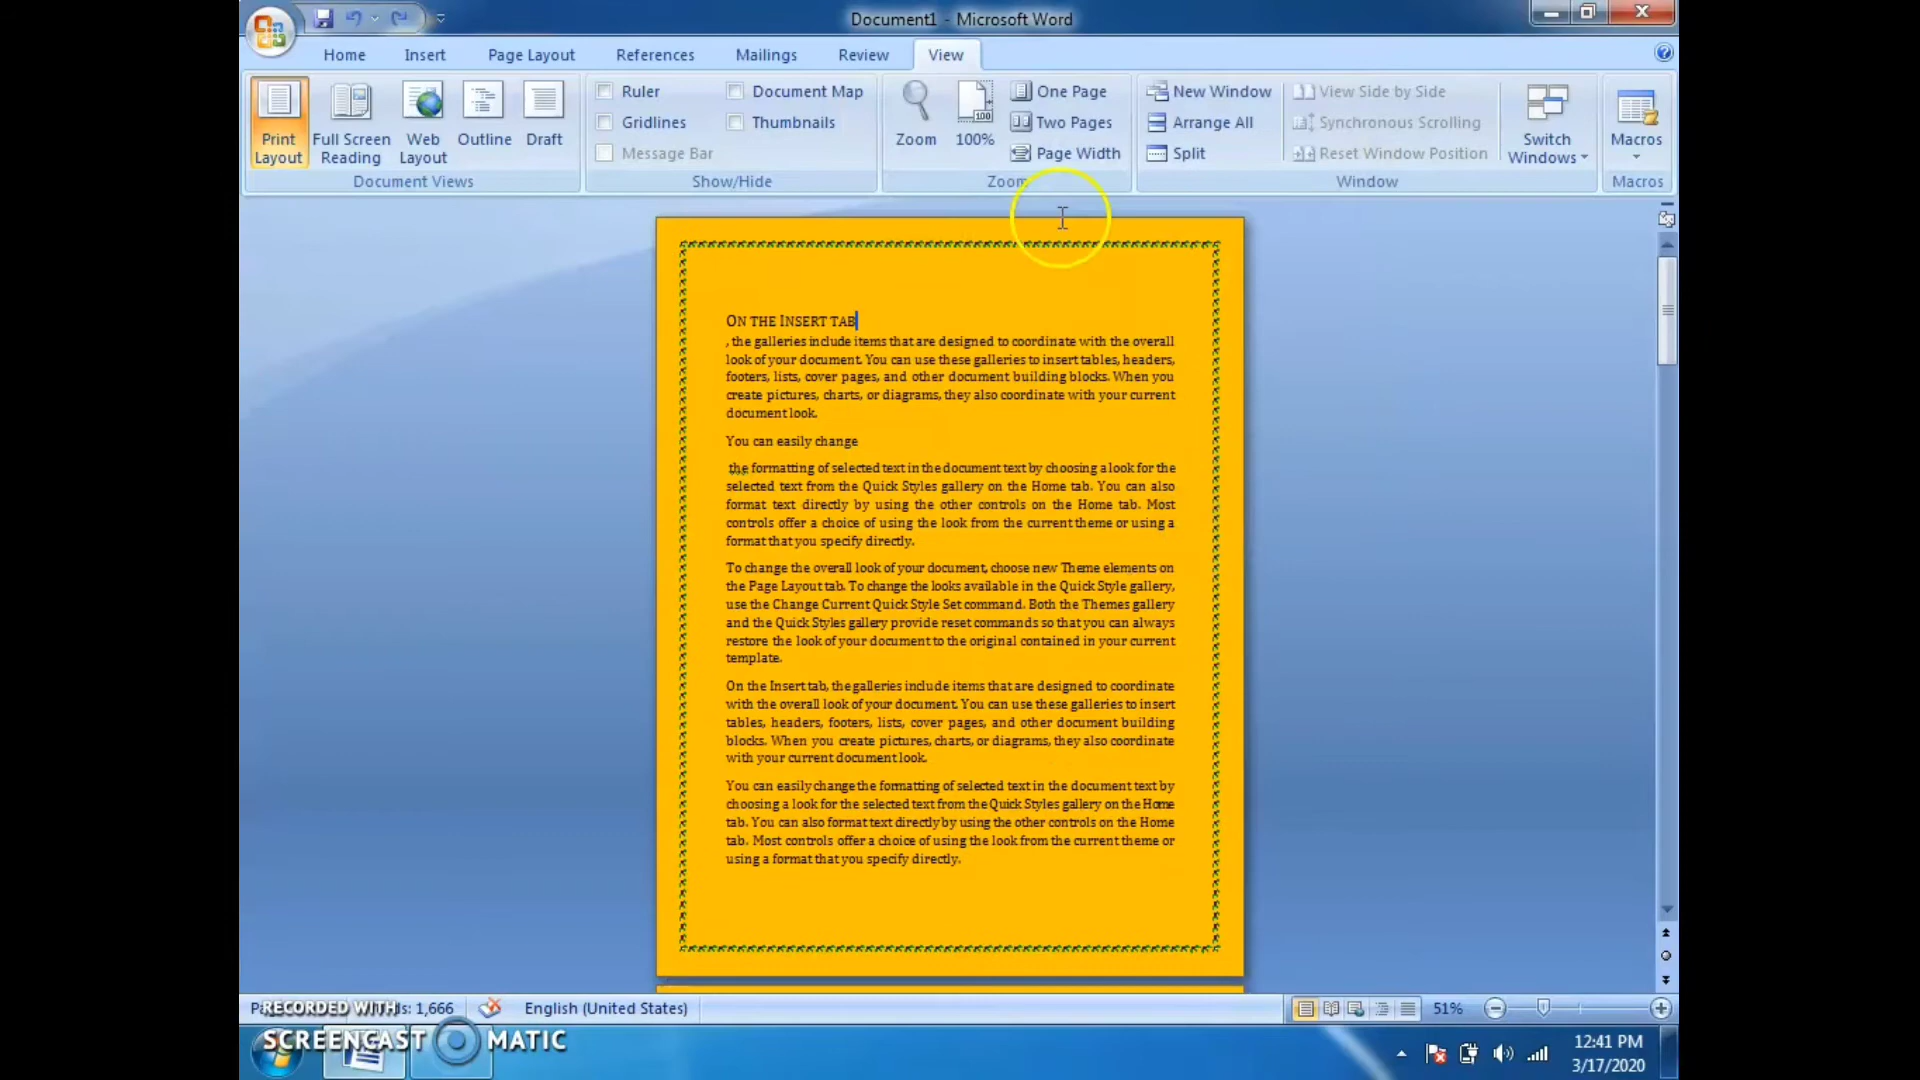 Document1 - Microsoft Word
Home Insert Page Layout References Mailings Review View
Print Layout
Full Screen Reading
Web Layout
Outline
Draft
Document Views
Ruler
Gridlines
Message Bar
Document Map
Thumbnails
Show/Hide
Zoom
100
100%
One Page
Two Pages
Page Width
Zoom
New Window
Arrange All
Split
View Side by Side
Synchronous Scrolling
Reset Window Position
Switch Windows
Window
Macros
Macros
ON THE INSERT TAB
, the galleries include items that are designed to coordinate with the overall
look of your document. You can use these galleries to insert tables, headers,
footers, lists, cover pages, and other document building blocks. When you
create pictures, charts, or diagrams, they also coordinate with your current
document look.
You can easily change
the formatting of selected text in the document text by choosing a look for the
selected text from the Quick Styles gallery on the Home tab. You can also
format text directly by using the other controls on the Home tab. Most
controls offer a choice of using the look from the current theme or using a
format that you specify directly.
To change the overall look of your document, choose new Theme elements on
the Page Layout tab. To change the looks available in the Quick Style gallery,
use the Change Current Quick Style Set command. Both the Themes gallery
and the Quick Styles gallery provide reset commands so that you can always
restore the look of your document to the original contained in your current
template.
On the Insert tab, the galleries include items that are designed to coordinate
with the overall look of your document. You can use these galleries to insert
tables, headers, footers, lists, cover pages, and other document building
blocks. When you create pictures, charts, or diagrams, they also coordinate
with your current document look.
You can easily change the formatting of selected text in the document text by
choosing a look for the selected text from the Quick Styles gallery on the Home
tab. You can also format text directly by using the other controls on the Home
tab. Most controls offer a choice of using the look from the current theme or
using a format that you specify directly.
1,666 English (United States) 51%
RECORDED WITH
SCREENCAST MATIC
12:41 PM
3/17/2020